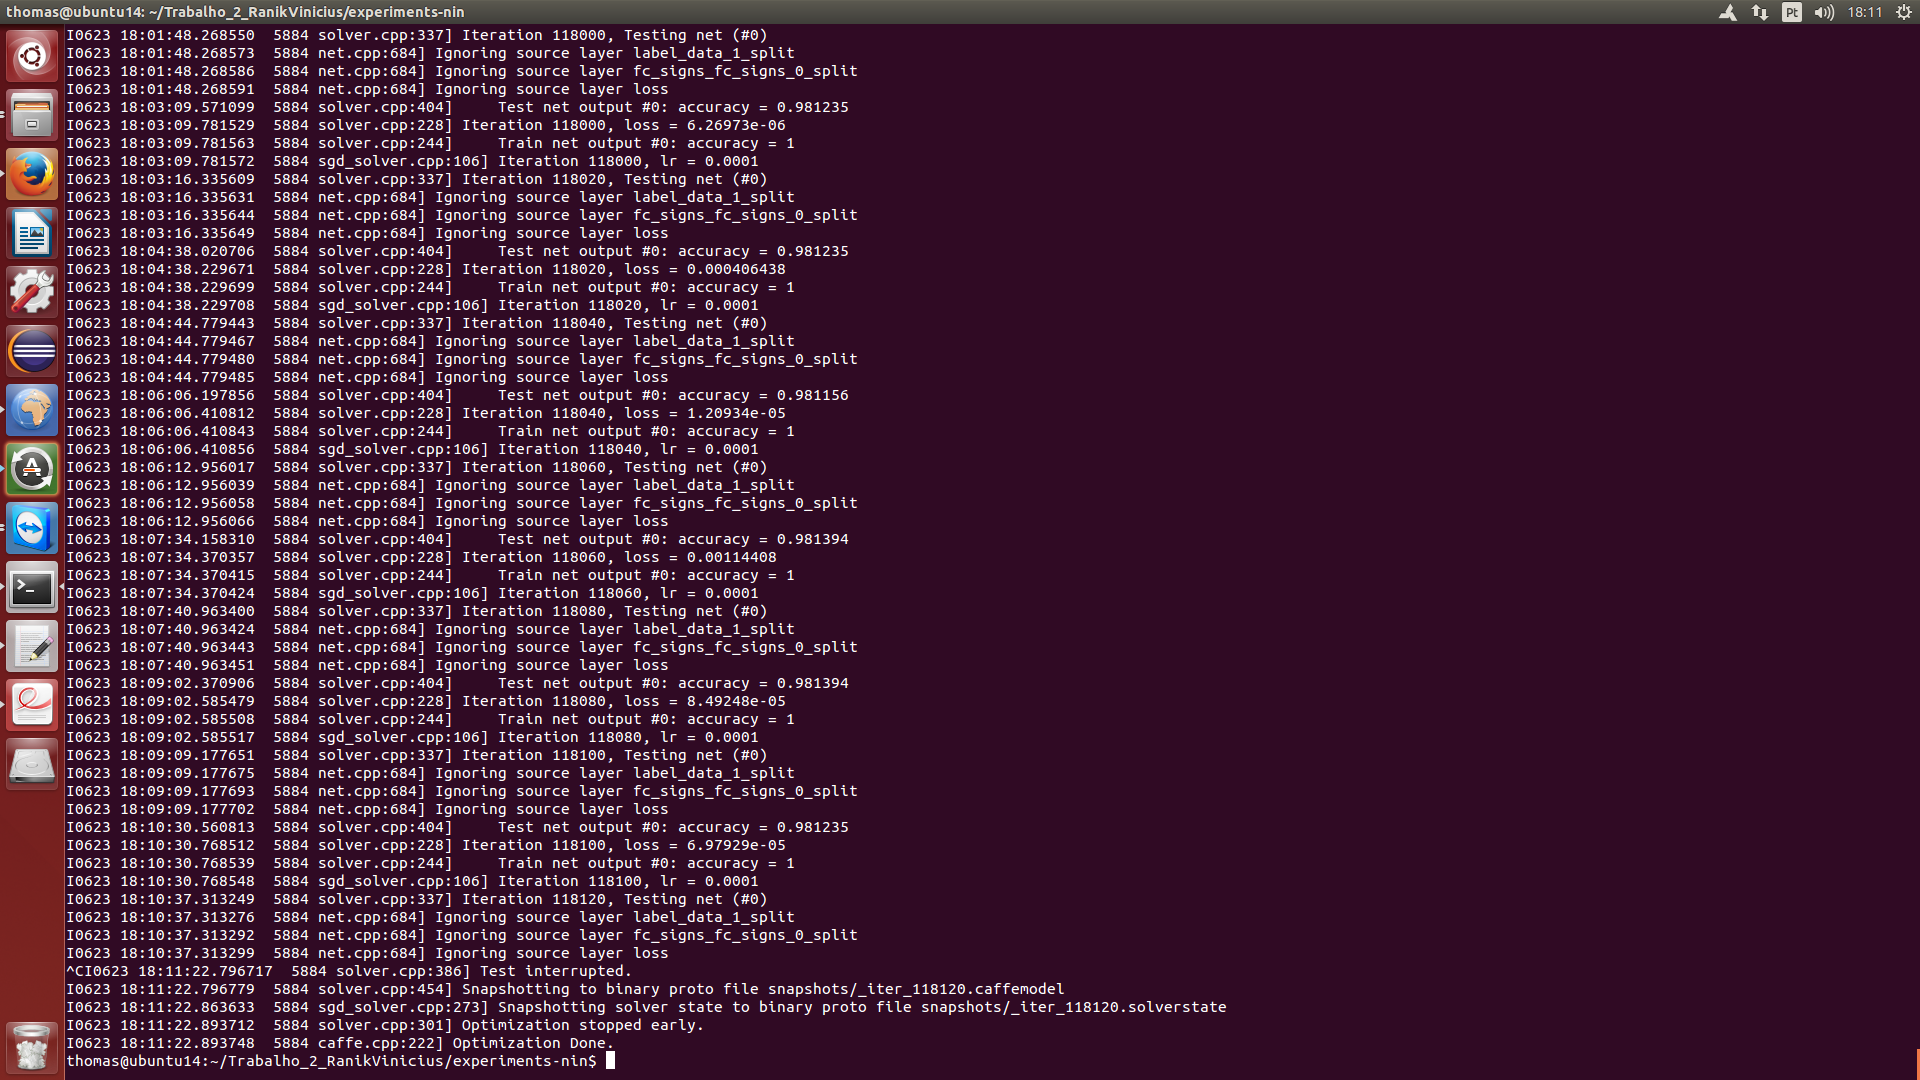 thomas@ubuntu14: ~/Trabalho_2_RanikVinicius/experiments-nin Pt 18:11
I0623 18:01:48.268550  5884 solver.cpp:337] Iteration 118000, Testing net (#0)
I0623 18:01:48.268573  5884 net.cpp:684] Ignoring source layer label_data_1_split
I0623 18:01:48.268586  5884 net.cpp:684] Ignoring source layer fc_signs_fc_signs_0_split
I0623 18:01:48.268591  5884 net.cpp:684] Ignoring source layer loss
I0623 18:03:09.571099  5884 solver.cpp:404]     Test net output #0: accuracy = 0.981235
I0623 18:03:09.781529  5884 solver.cpp:228] Iteration 118000, loss = 6.26973e-06
I0623 18:03:09.781563  5884 solver.cpp:244]     Train net output #0: accuracy = 1
I0623 18:03:09.781572  5884 sgd_solver.cpp:106] Iteration 118000, lr = 0.0001
I0623 18:03:16.335609  5884 solver.cpp:337] Iteration 118020, Testing net (#0)
I0623 18:03:16.335631  5884 net.cpp:684] Ignoring source layer label_data_1_split
I0623 18:03:16.335644  5884 net.cpp:684] Ignoring source layer fc_signs_fc_signs_0_split
I0623 18:03:16.335649  5884 net.cpp:684] Ignoring source layer loss
I0623 18:04:38.020706  5884 solver.cpp:404]     Test net output #0: accuracy = 0.981235
I0623 18:04:38.229671  5884 solver.cpp:228] Iteration 118020, loss = 0.000406438
I0623 18:04:38.229699  5884 solver.cpp:244]     Train net output #0: accuracy = 1
I0623 18:04:38.229708  5884 sgd_solver.cpp:106] Iteration 118020, lr = 0.0001
I0623 18:04:44.779443  5884 solver.cpp:337] Iteration 118040, Testing net (#0)
I0623 18:04:44.779467  5884 net.cpp:684] Ignoring source layer label_data_1_split
I0623 18:04:44.779480  5884 net.cpp:684] Ignoring source layer fc_signs_fc_signs_0_split
I0623 18:04:44.779485  5884 net.cpp:684] Ignoring source layer loss
I0623 18:06:06.197856  5884 solver.cpp:404]     Test net output #0: accuracy = 0.981156
I0623 18:06:06.410812  5884 solver.cpp:228] Iteration 118040, loss = 1.20934e-05
I0623 18:06:06.410843  5884 solver.cpp:244]     Train net output #0: accuracy = 1
I0623 18:06:06.410856  5884 sgd_solver.cpp:106] Iteration 118040, lr = 0.0001
I0623 18:06:12.956017  5884 solver.cpp:337] Iteration 118060, Testing net (#0)
I0623 18:06:12.956039  5884 net.cpp:684] Ignoring source layer label_data_1_split
I0623 18:06:12.956058  5884 net.cpp:684] Ignoring source layer fc_signs_fc_signs_0_split
I0623 18:06:12.956066  5884 net.cpp:684] Ignoring source layer loss
I0623 18:07:34.158310  5884 solver.cpp:404]     Test net output #0: accuracy = 0.981394
I0623 18:07:34.370357  5884 solver.cpp:228] Iteration 118060, loss = 0.00114408
I0623 18:07:34.370415  5884 solver.cpp:244]     Train net output #0: accuracy = 1
I0623 18:07:34.370424  5884 sgd_solver.cpp:106] Iteration 118060, lr = 0.0001
I0623 18:07:40.963400  5884 solver.cpp:337] Iteration 118080, Testing net (#0)
I0623 18:07:40.963424  5884 net.cpp:684] Ignoring source layer label_data_1_split
I0623 18:07:40.963443  5884 net.cpp:684] Ignoring source layer fc_signs_fc_signs_0_split
I0623 18:07:40.963451  5884 net.cpp:684] Ignoring source layer loss
I0623 18:09:02.370906  5884 solver.cpp:404]     Test net output #0: accuracy = 0.981394
I0623 18:09:02.585479  5884 solver.cpp:228] Iteration 118080, loss = 8.49248e-05
I0623 18:09:02.585508  5884 solver.cpp:244]     Train net output #0: accuracy = 1
I0623 18:09:02.585517  5884 sgd_solver.cpp:106] Iteration 118080, lr = 0.0001
I0623 18:09:09.177651  5884 solver.cpp:337] Iteration 118100, Testing net (#0)
I0623 18:09:09.177675  5884 net.cpp:684] Ignoring source layer label_data_1_split
I0623 18:09:09.177693  5884 net.cpp:684] Ignoring source layer fc_signs_fc_signs_0_split
I0623 18:09:09.177702  5884 net.cpp:684] Ignoring source layer loss
I0623 18:10:30.560813  5884 solver.cpp:404]     Test net output #0: accuracy = 0.981235
I0623 18:10:30.768512  5884 solver.cpp:228] Iteration 118100, loss = 6.97929e-05
I0623 18:10:30.768539  5884 solver.cpp:244]     Train net output #0: accuracy = 1
I0623 18:10:30.768548  5884 sgd_solver.cpp:106] Iteration 118100, lr = 0.0001
I0623 18:10:37.313249  5884 solver.cpp:337] Iteration 118120, Testing net (#0)
I0623 18:10:37.313276  5884 net.cpp:684] Ignoring source layer label_data_1_split
I0623 18:10:37.313292  5884 net.cpp:684] Ignoring source layer fc_signs_fc_signs_0_split
I0623 18:10:37.313299  5884 net.cpp:684] Ignoring source layer loss
^CI0623 18:11:22.796717  5884 solver.cpp:386] Test interrupted.
I0623 18:11:22.796779  5884 solver.cpp:454] Snapshotting to binary proto file snapshots/_iter_118120.caffemodel
I0623 18:11:22.863633  5884 sgd_solver.cpp:273] Snapshotting solver state to binary proto file snapshots/_iter_118120.solverstate
I0623 18:11:22.893712  5884 solver.cpp:301] Optimization stopped early.
I0623 18:11:22.893748  5884 caffe.cpp:222] Optimization Done.
thomas@ubuntu14:~/Trabalho_2_RanikVinicius/experiments-nin$